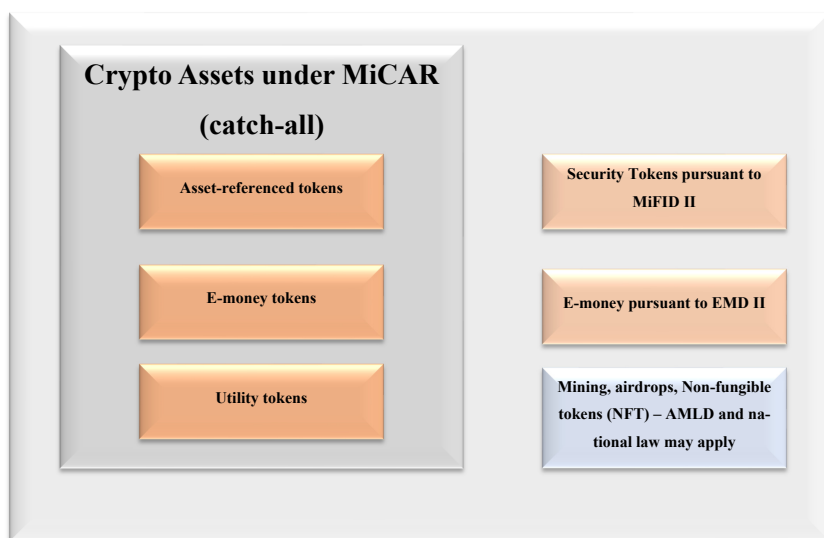 Crypto Assets under MiCAR
(catch-all)
Asset-referenced tokens
E-money tokens
Utility tokens
Security Tokens pursuant to
MiFID II
E-money pursuant to EMD II
Mining, airdrops, Non-fungible
tokens (NFT) – AMLD and na-
tional law may apply